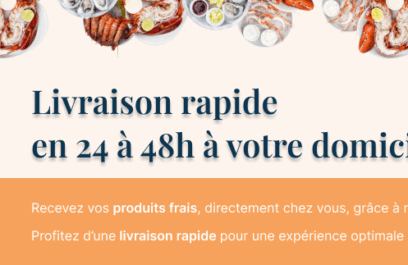 Livraison rapide
en 24 à 48h à votre domici
Recevez vos produits frais, directement chez vous, grâce à
Profitez d'une livraison rapide pour une expérience optimale